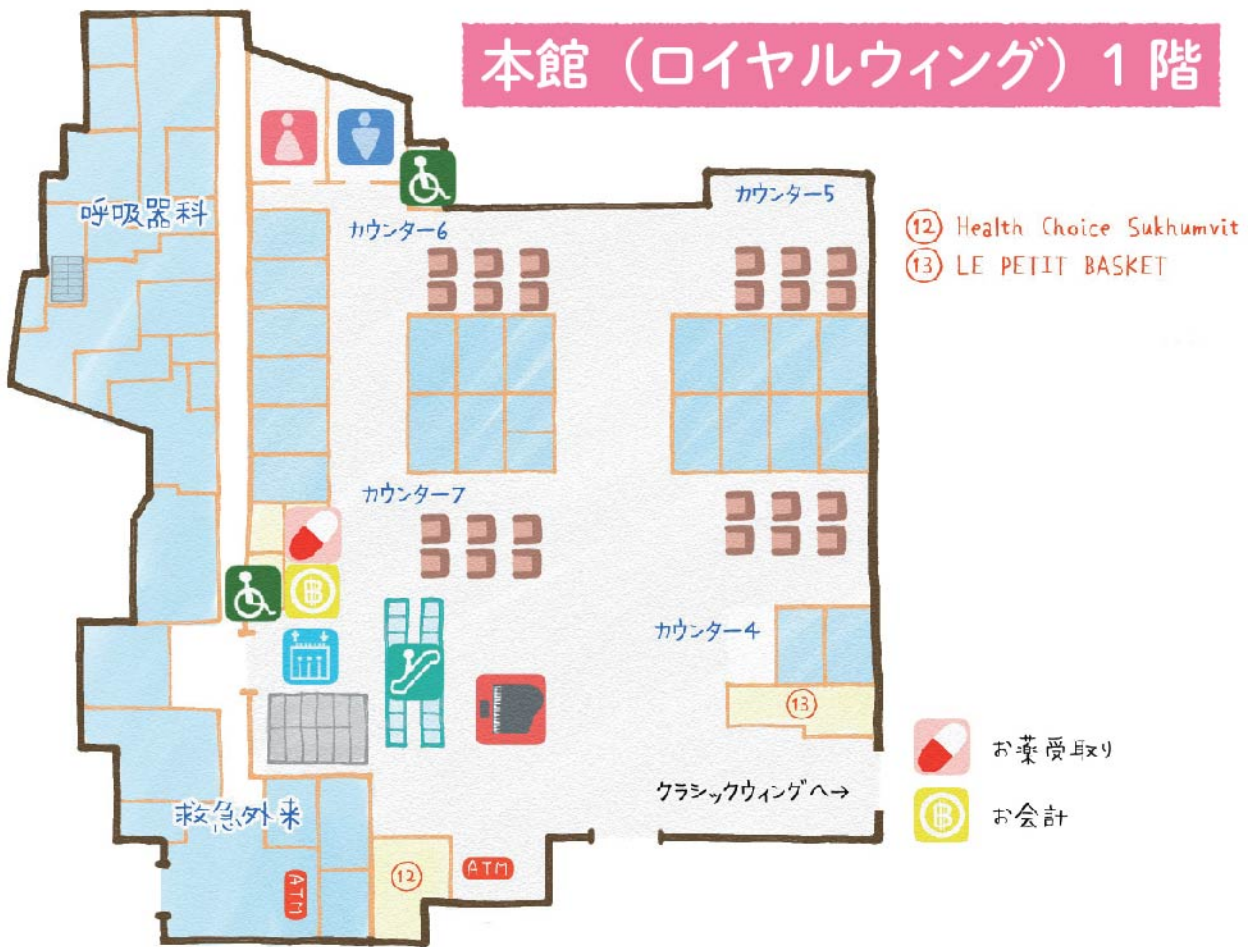 本館（ロイヤルウィング）1階
カウンター5
呼吸器科
カウンター6
⑫ Health Choice Sukhumvit
⑬ LE PETIT BASKET
カウンター7
B
カウンター4
⑬
お薬受取り
クラシックウィングへ→
救急外来
B お会計
ATM
⑫
ATM